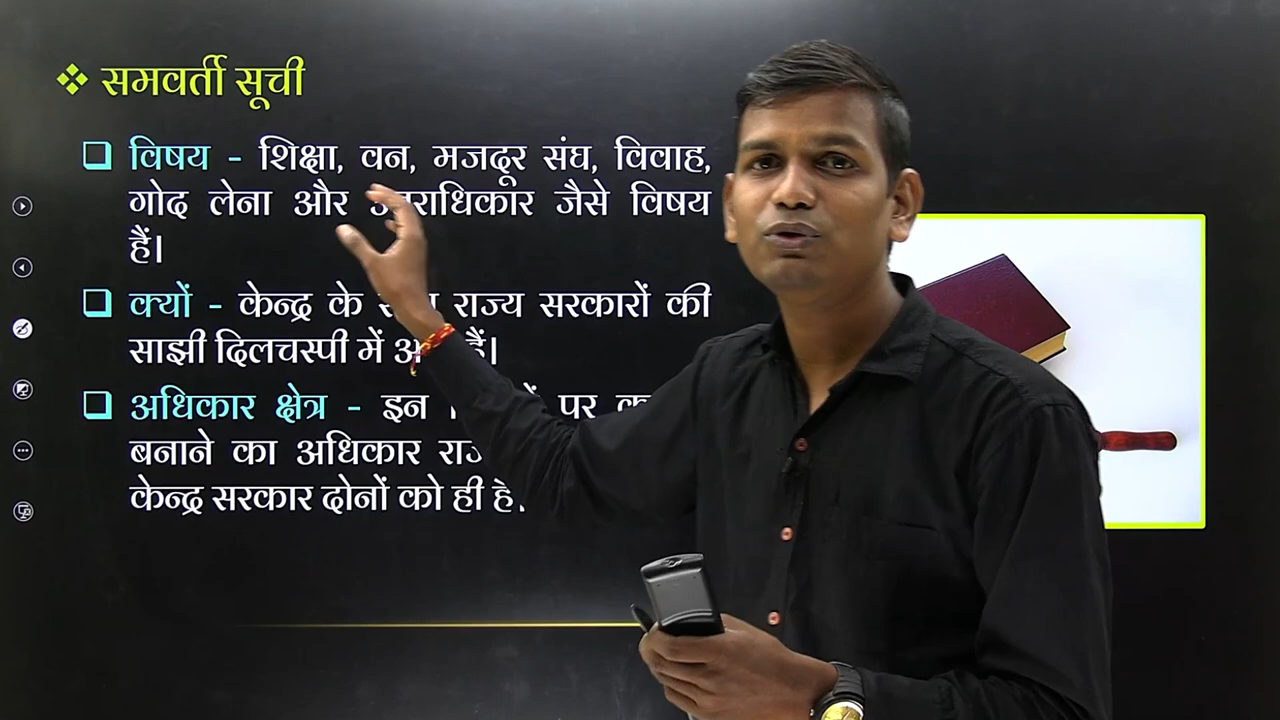 ❖ समवर्ती सूची
❑ विषय - शिक्षा, वन, मजदूर संघ, विवाह,
गोद लेना और जैसे विषय
हैं।
❑ क्यों - केन्द्र के राज्य सरकारों की
साझी दिलचस्पी में हैं।
❑ अधिकार क्षेत्र - इन पर
बनाने का अधिकार
केन्द्र सरकार दोनों को ही